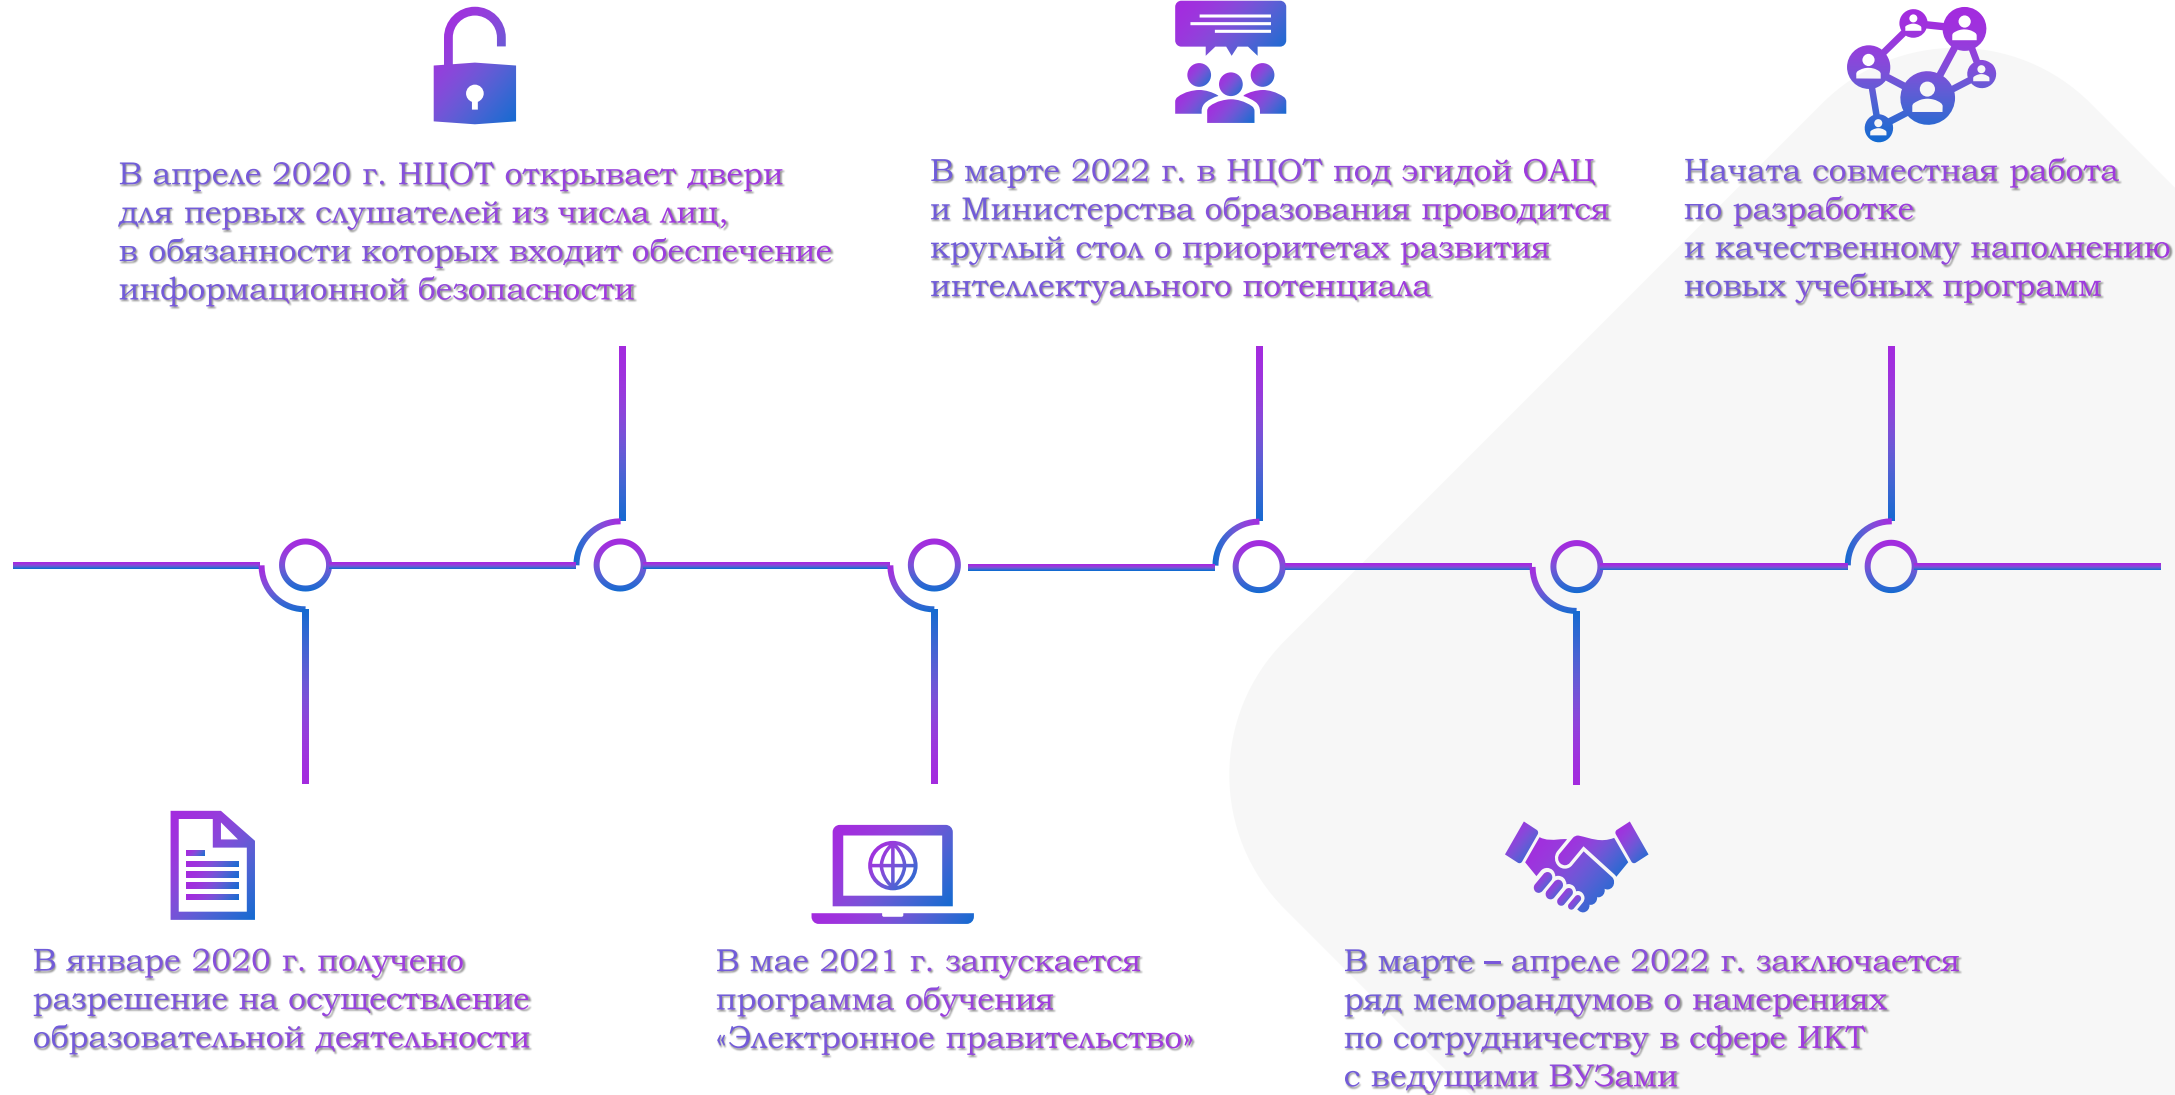 В апреле 2020 г. НЦОТ открывает двери
для первых слушателей из числа лиц,
в обязанности которых входит обеспечение
информационной безопасности
В марте 2022 г. в НЦОТ под эгидой ОАЦ
и Министерства образования проводится
круглый стол о приоритетах развития
интеллектуального потенциала
Начата совместная работа
по разработке
и качественному наполнению
новых учебных программ
В январе 2020 г. получено
разрешение на осуществление
образовательной деятельности
В мае 2021 г. запускается
программа обучения
«Электронное правительство»
В марте – апреле 2022 г. заключается
ряд меморандумов о намерениях
по сотрудничеству в сфере ИКТ
с ведущими ВУЗами